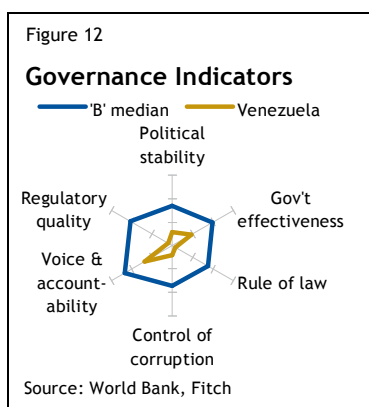 Figure 12
Governance Indicators
'B' median Venezuela
Political
stability
Regulatory
quality
Gov't
effectiveness
Voice &
account-
ability
Rule of law
Control of
corruption
Source: World Bank, Fitch